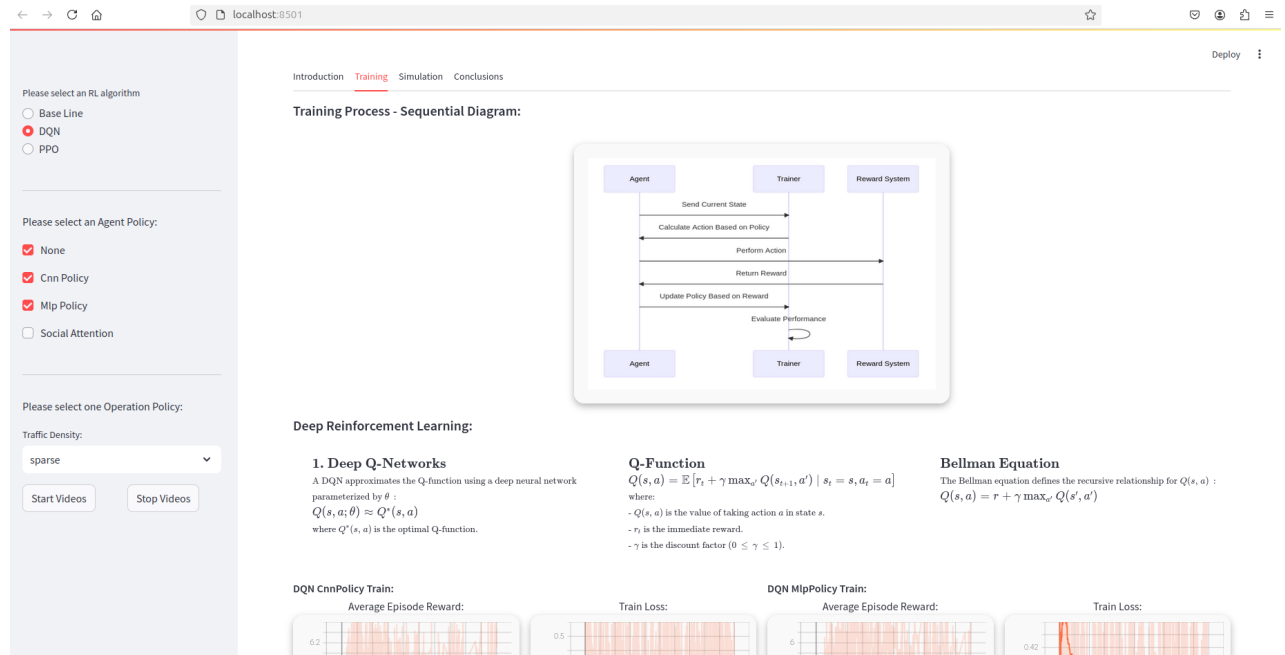 localhost:8501
Deploy
Please select an RL algorithm
Base Line
DQN
PPO
Please select an Agent Policy:
None
Cnn Policy
Mlp Policy
Social Attention
Please select one Operation Policy:
Traffic Density:
sparse
Start Videos
Stop Videos
Introduction Training Simulation Conclusions
Training Process - Sequential Diagram:
Agent Trainer Reward System
Send Current State
Calculate Action Based on Policy
Perform Action
Return Reward
Update Policy Based on Reward
Evaluate Performance
Agent Trainer Reward System
Deep Reinforcement Learning:
1. Deep Q-Networks
A DQN approximates the Q-function using a deep neural network
parameterized by θ :
Q(s, a; θ) ≈ Q*(s, a)
where Q*(s, a) is the optimal Q-function.
Q-Function
Q(s, a) = 𝔼 [r_t + γ max_{a'} Q(s_{t+1}, a') | s_t = s, a_t = a]
where:
- Q(s, a) is the value of taking action a in state s.
- r_t is the immediate reward.
- γ is the discount factor (0 ≤ γ ≤ 1).
Bellman Equation
The Bellman equation defines the recursive relationship for Q(s, a) :
Q(s, a) = r + γ max_{a'} Q(s', a')
DQN CnnPolicy Train:
Average Episode Reward:
6.2
Train Loss:
0.5
DQN MlpPolicy Train:
Average Episode Reward:
6
Train Loss:
0.42